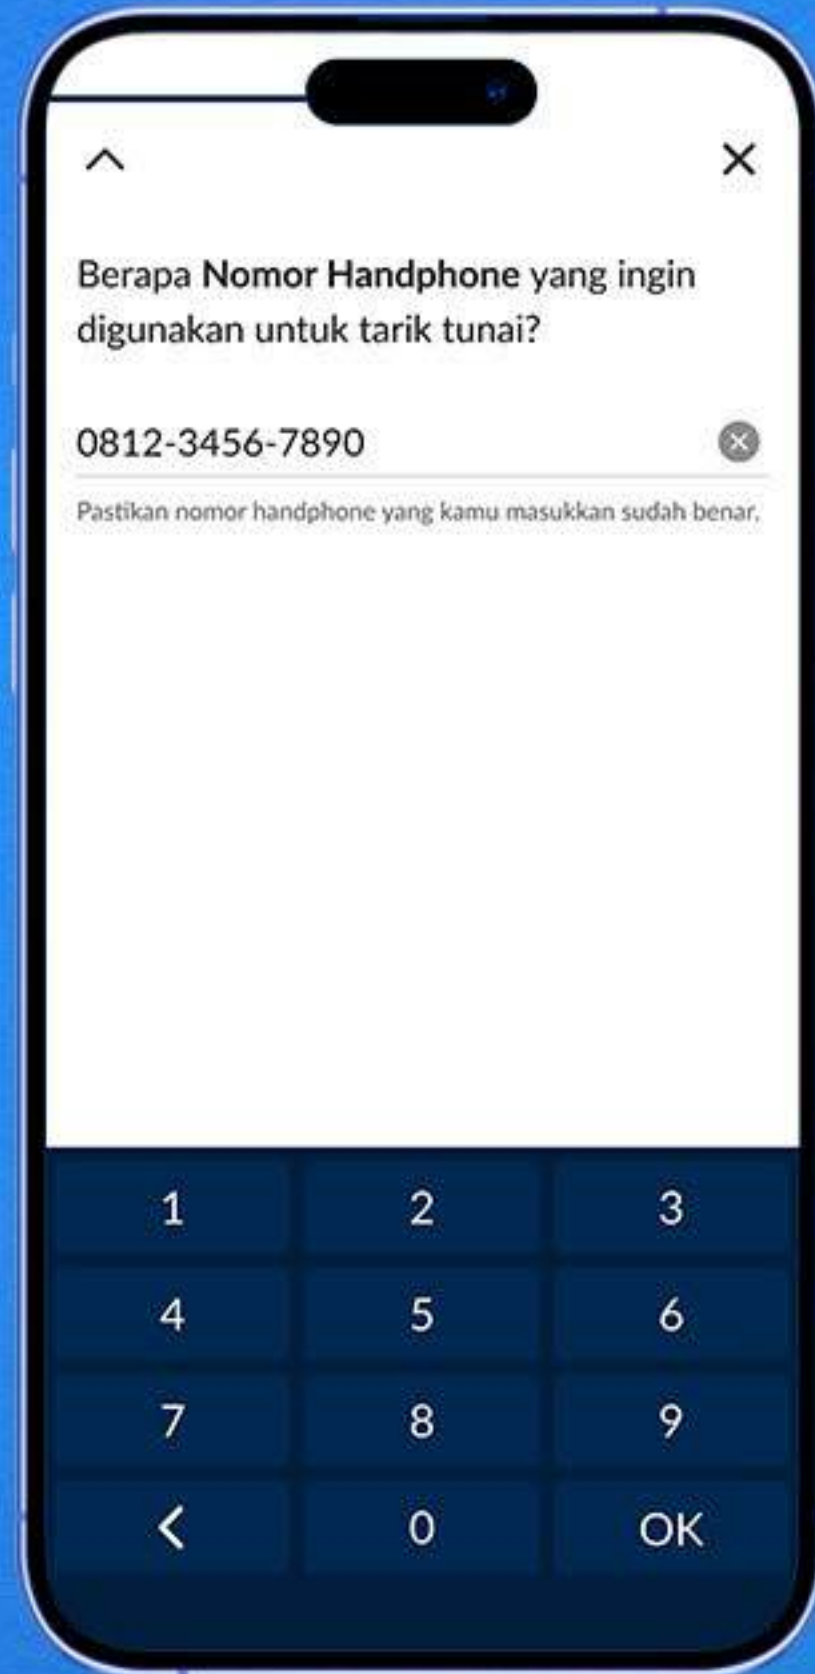 Berapa Nomor Handphone yang ingin
digunakan untuk tarik tunai?
0812-3456-7890
Pastikan nomor handphone yang kamu masukkan sudah benar.
1 2 3
4 5 6
7 8 9
0 OK